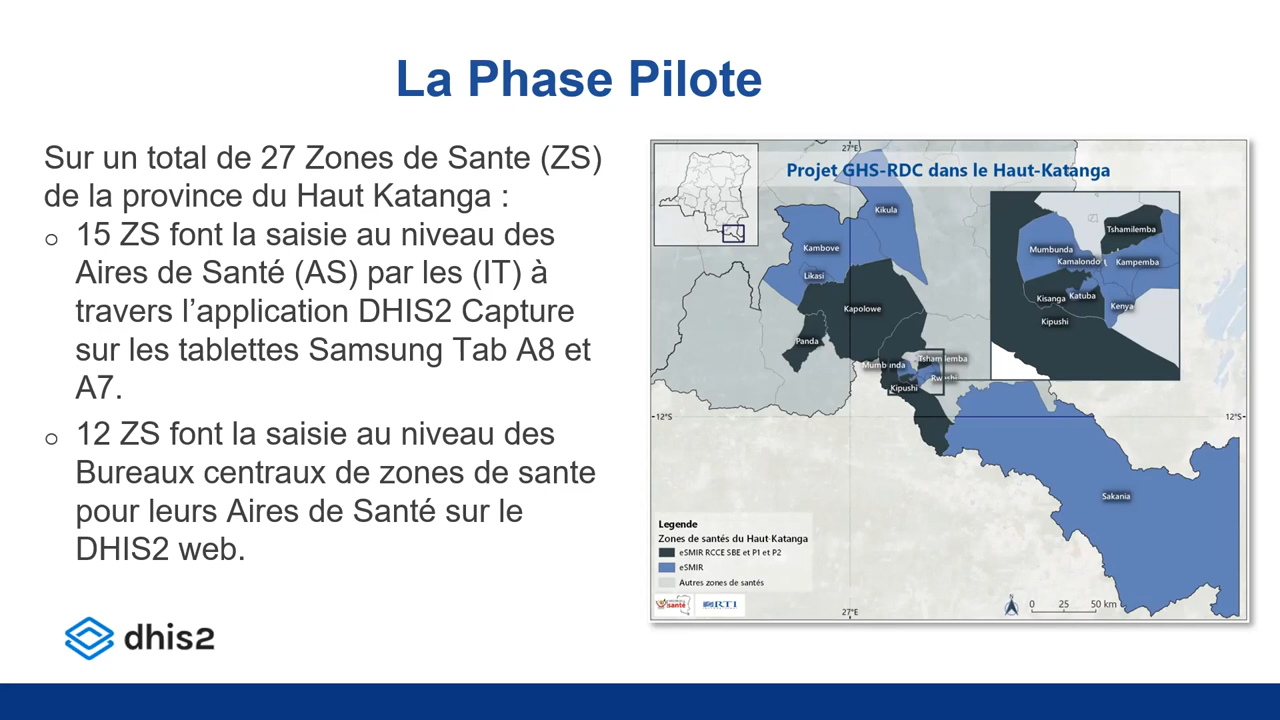 La Phase Pilote
Sur un total de 27 Zones de Sante (ZS)
de la province du Haut Katanga :
o 15 ZS font la saisie au niveau des
Aires de Santé (AS) par les (IT) à
travers l’application DHIS2 Capture
sur les tablettes Samsung Tab A8 et
A7.
o 12 ZS font la saisie au niveau des
Bureaux centraux de zones de sante
pour leurs Aires de Santé sur le
DHIS2 web.
dhis2
27°E
Projet GHS-RDC dans le Haut-Katanga
Kikula
Kambove
Likasi
Kapolowe
Panda
Tshamilemba
Mumbunda
Kamalondo
Kampemba
Kisanga
Katuba
Kenya
Kipushi
Tshamilemba
Mumbunda
Rwashi
Kipushi
12°S
12°S
Sakania
Legende
Zones de santés du Haut-Katanga
eSMIR RCCE SBE et P1 et P2
eSMIR
Autres zones de santés
santé
RTI
27°E
N
0 25 50 km